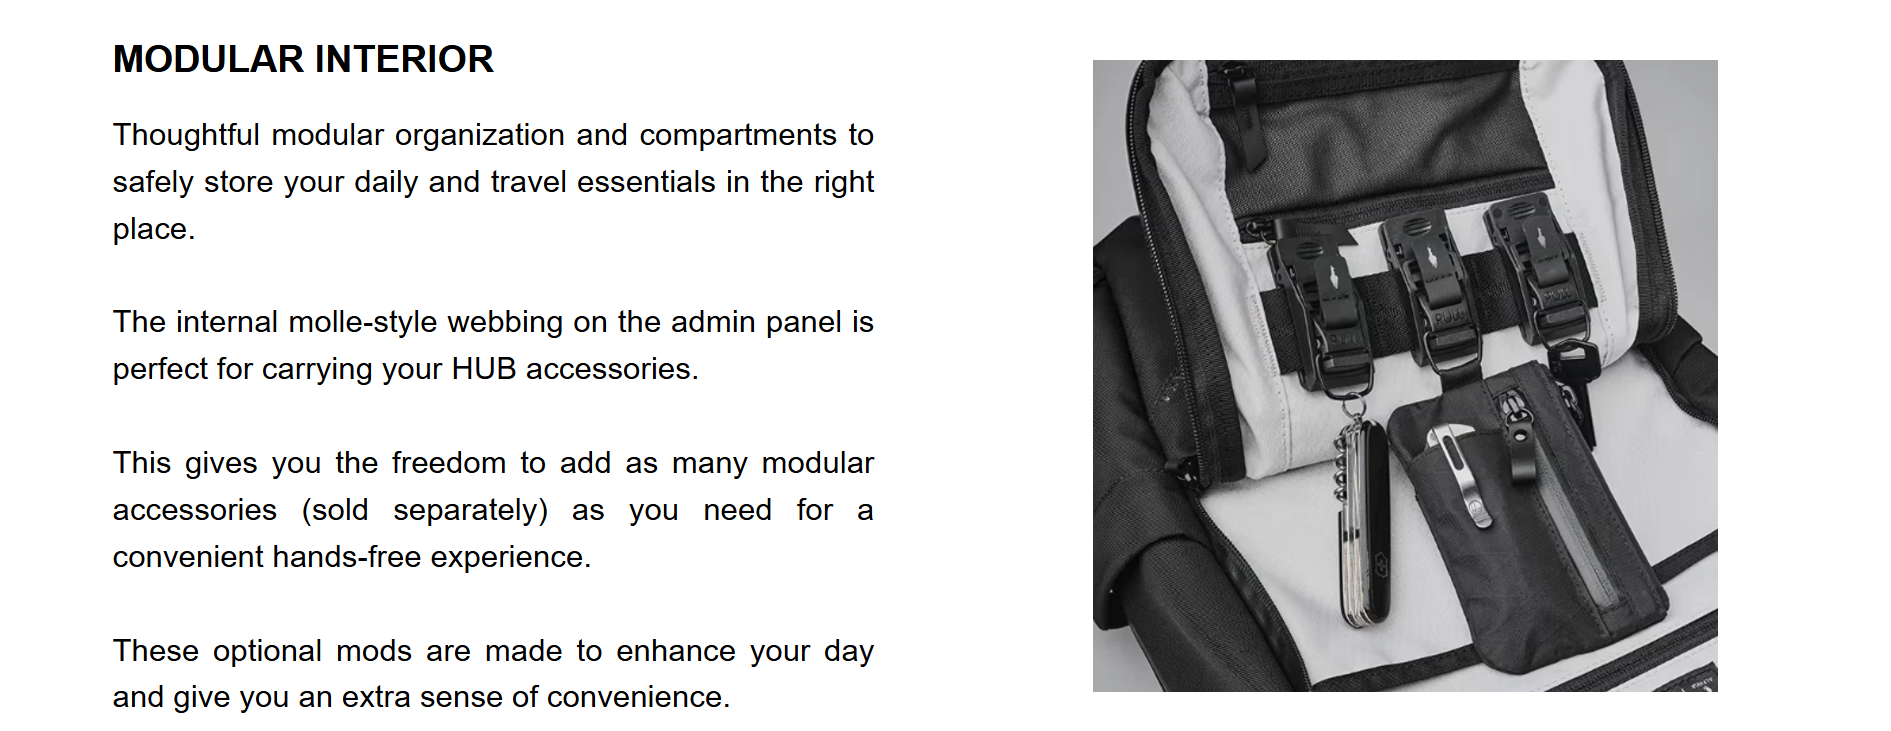 MODULAR INTERIOR
Thoughtful modular organization and compartments to
safely store your daily and travel essentials in the right
place.
The internal molle-style webbing on the admin panel is
perfect for carrying your HUB accessories.
This gives you the freedom to add as many modular
accessories (sold separately) as you need for a
convenient hands-free experience.
These optional mods are made to enhance your day
and give you an extra sense of convenience.
PULL
PULL
PULL